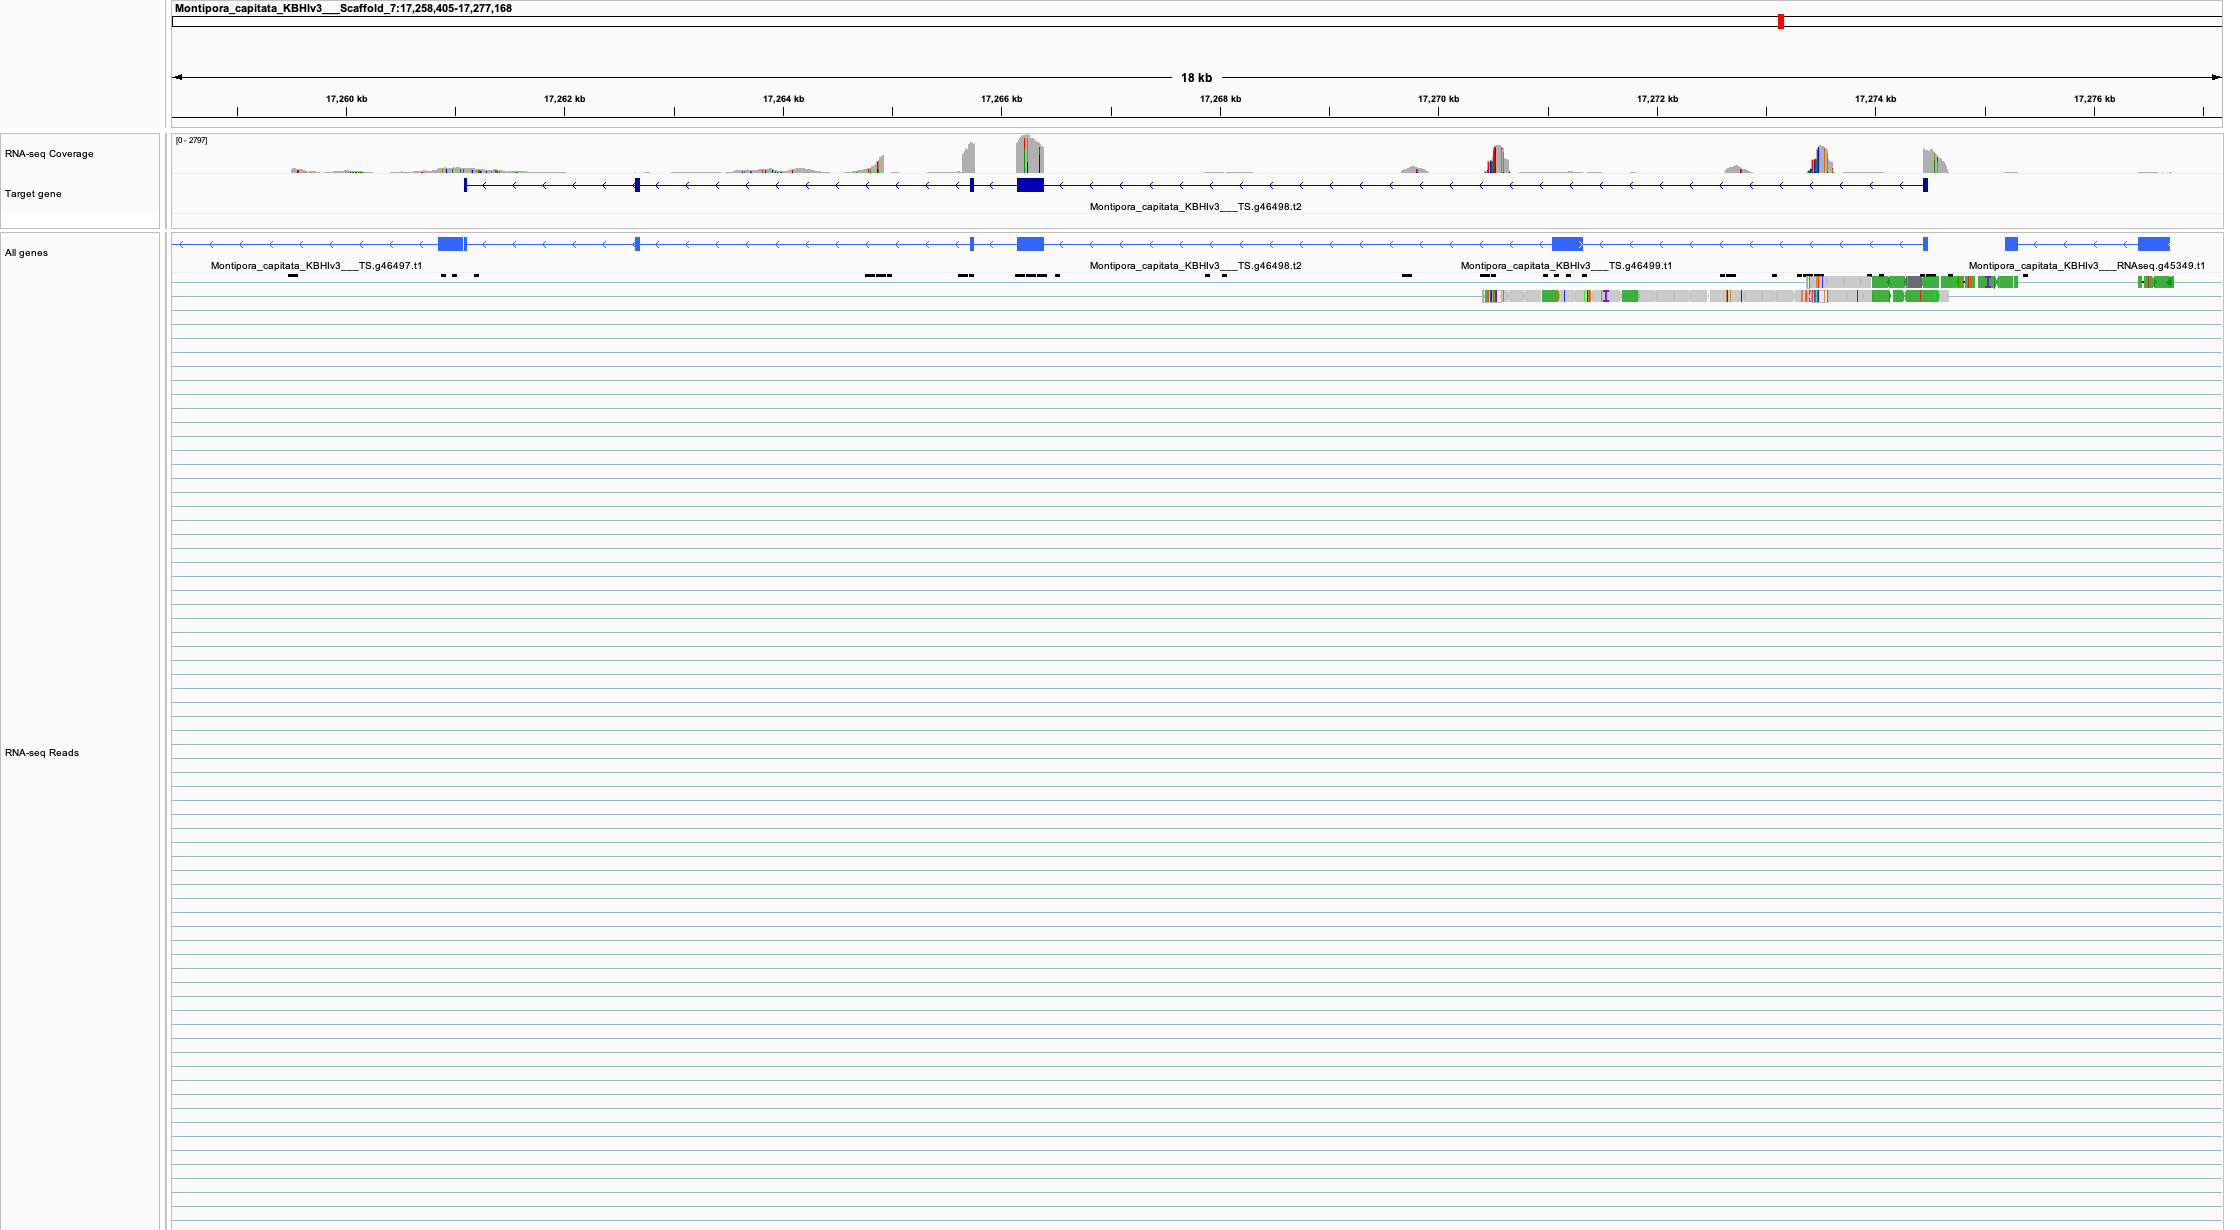 Montipora_capitata_KBHIv3___Scaffold_7:17,258,405-17,277,168
18 kb
17,260 kb 17,262 kb 17,264 kb 17,266 kb 17,268 kb 17,270 kb 17,272 kb 17,274 kb 17,276 kb
[0 - 2797]
RNA-seq Coverage
Target gene
Montipora_capitata_KBHIv3___TS.g46498.t2
All genes
Montipora_capitata_KBHIv3___TS.g46497.t1 Montipora_capitata_KBHIv3___TS.g46498.t2 Montipora_capitata_KBHIv3___TS.g46499.t1 Montipora_capitata_KBHIv3___RNAseq.g45349.t1
RNA-seq Reads